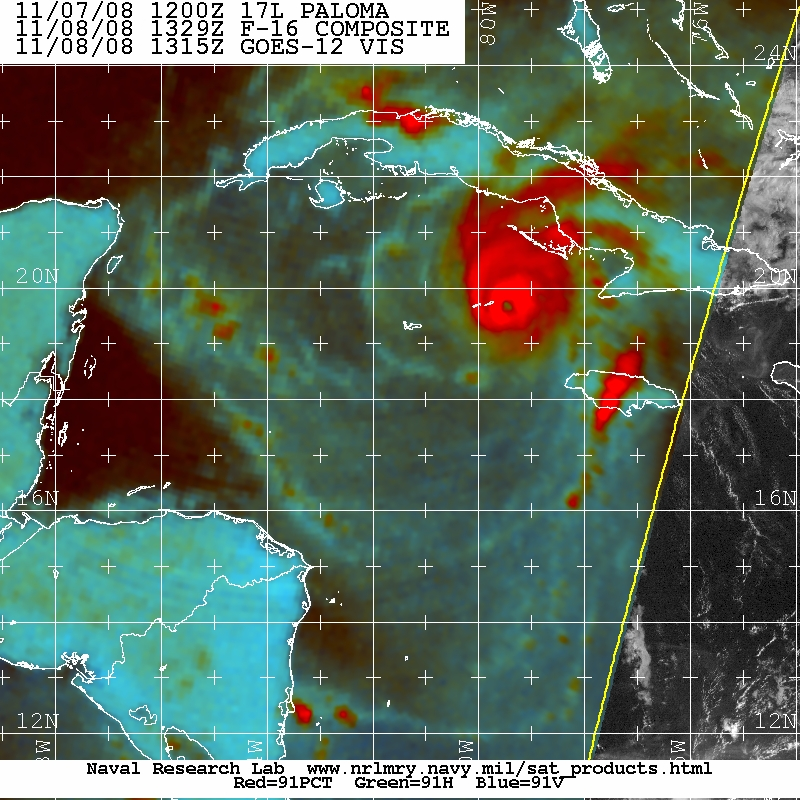 11/07/08 1200Z 17L PALOMA
11/08/08 1329Z F-16 COMPOSITE
11/08/08 1315Z GOES-12 VIS
24N
20N 20N
16N 16N
12N 12N
Naval Research Lab www.nrlmry.navy.mil/sat_products.html
Red=91PCT Green=91H Blue=91V